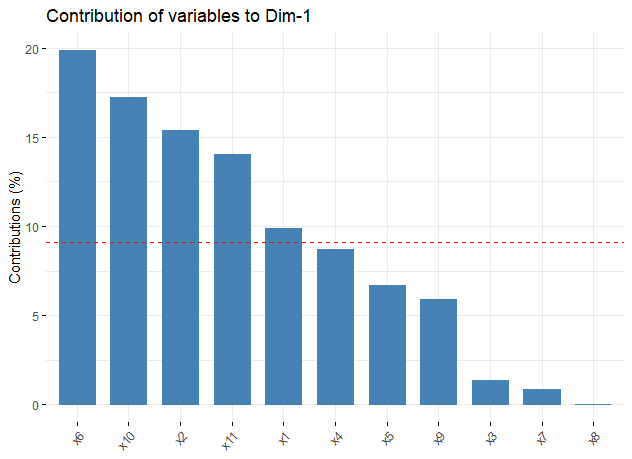 Contribution of variables to Dim-1
Contributions (%)
20
15
10
5
0
x6 x10 x2 x11 x1 x4 x5 x9 x3 x7 x8